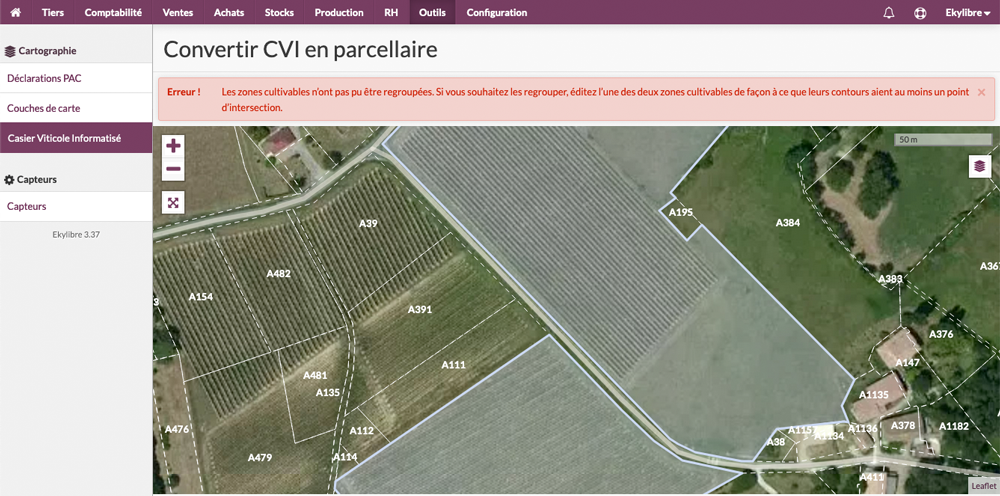 Tiers Comptabilité Ventes Achats Stocks Production RH Outils Configuration Ekylibre
Cartographie
Déclarations PAC
Couches de carte
Casier Viticole Informatisé
Capteurs
Capteurs
Ekylibre 3.37
Convertir CVI en parcellaire
Erreur ! Les zones cultivables n'ont pas pu être regroupées. Si vous souhaitez les regrouper, éditez l'une des deux zones cultivables de façon à ce que leurs contours aient au moins un point ×
d'intersection.
+
−
50 m
A195
A39
A384
A482
A383
A367
A154
3
A391
A376
A111
A147
A481
A135
A1135
A476
A112
A115
A1136
A378
A1182
A38
A1134
A479
A114
A411
Leaflet